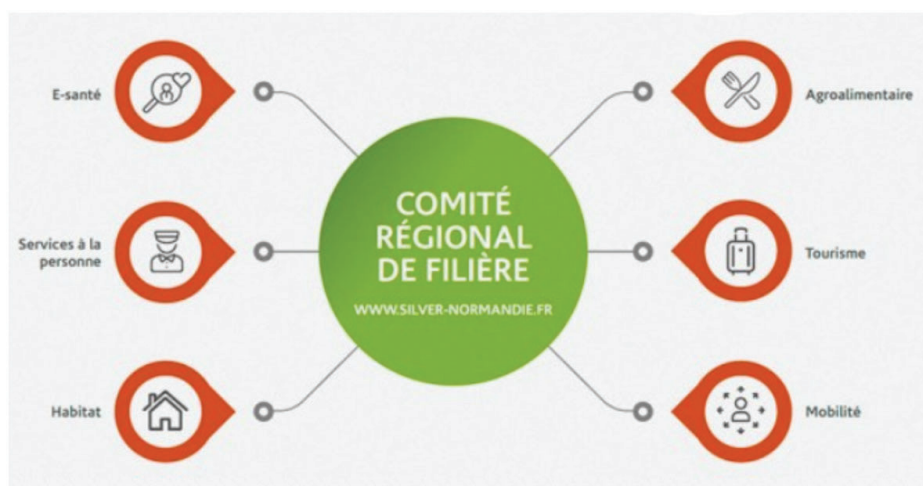 E-santé
Services à la
personne
Habitat
COMITÉ
RÉGIONAL
DE FILIÈRE
WWW.SILVER-NORMANDIE.FR
Agroalimentaire
Tourisme
Mobilité